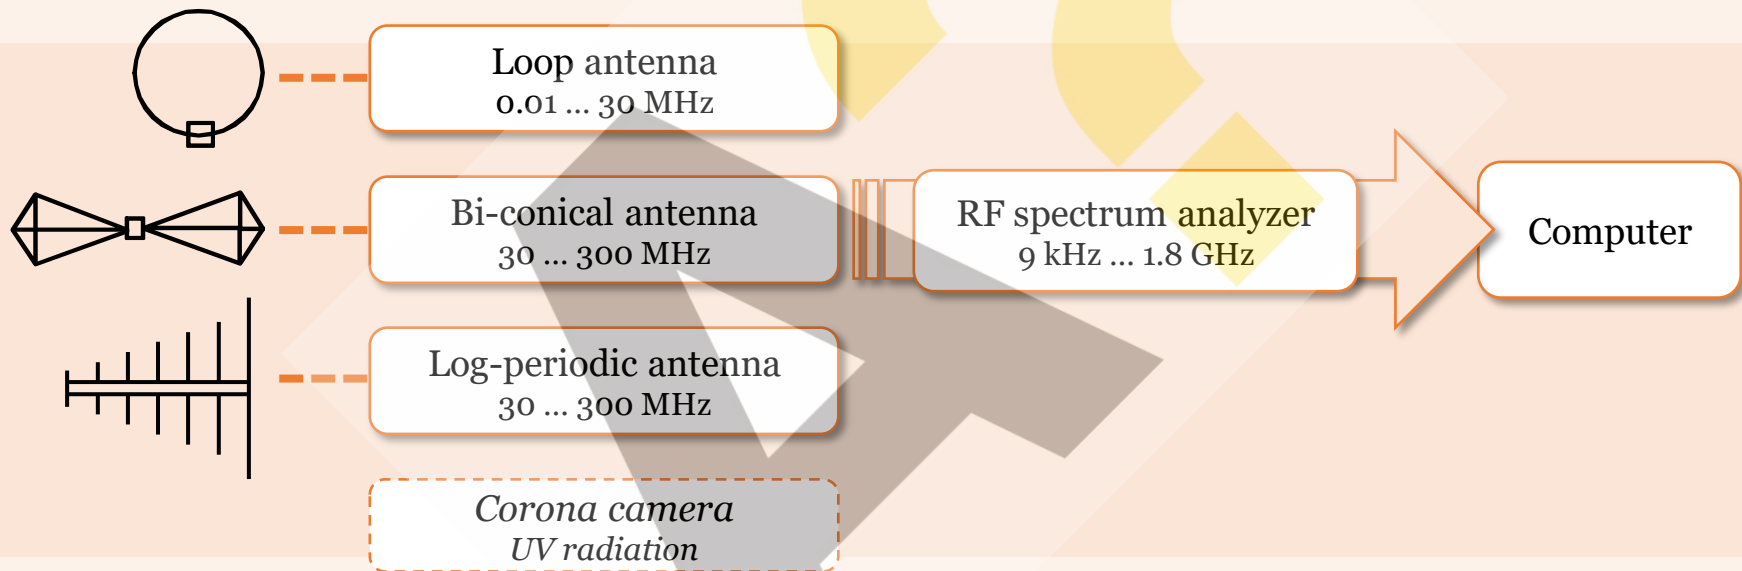 Loop antenna
0.01 ... 30 MHz
Bi-conical antenna
30 ... 300 MHz
RF spectrum analyzer
9 kHz ... 1.8 GHz
Computer
Log-periodic antenna
30 ... 300 MHz
Corona camera
UV radiation